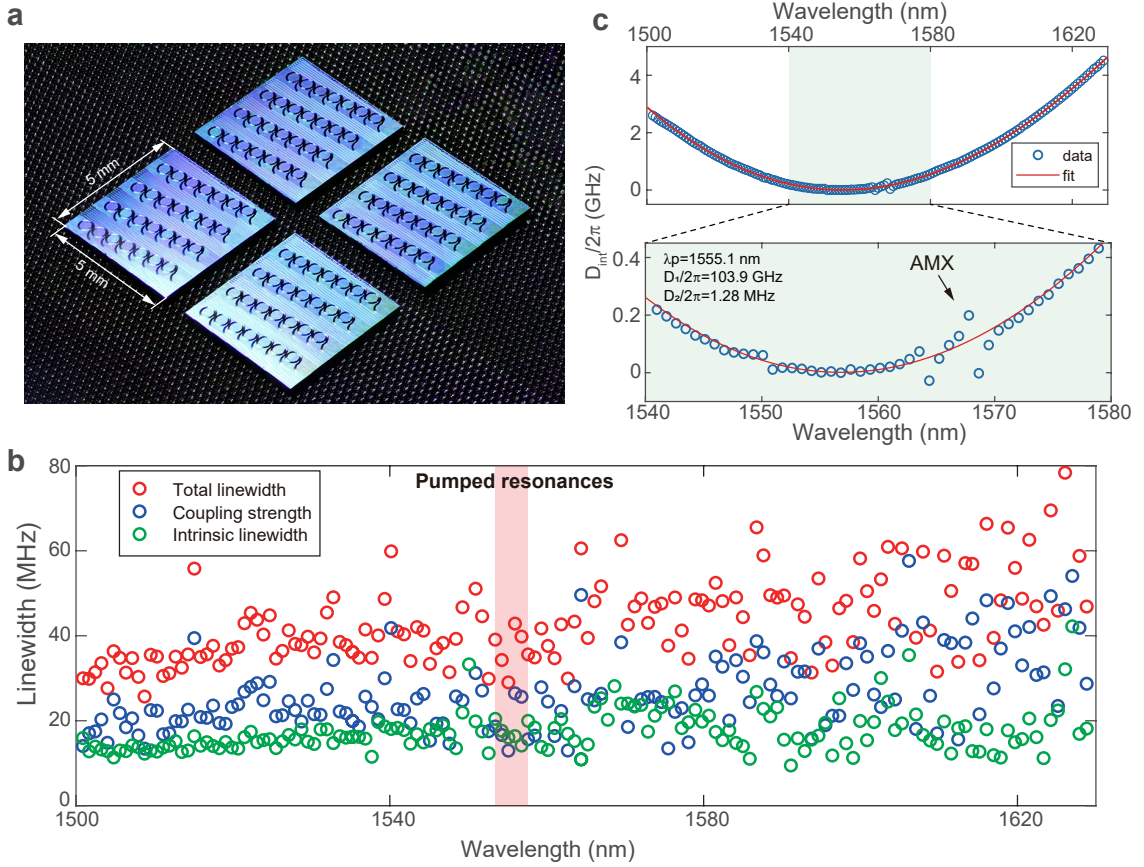 a
5 mm
5 mm
c
Wavelength (nm)
1500 1540 1580 1620
4
2
0
data
fit
D_int/2π (GHz)
λp=1555.1 nm
D₁/2π=103.9 GHz
D₂/2π=1.28 MHz
AMX
0.4
0.2
0
1540 1550 1560 1570 1580
Wavelength (nm)
b
80
60
40
20
0
Linewidth (MHz)
Total linewidth
Coupling strength
Intrinsic linewidth
Pumped resonances
1500 1540 1580 1620
Wavelength (nm)